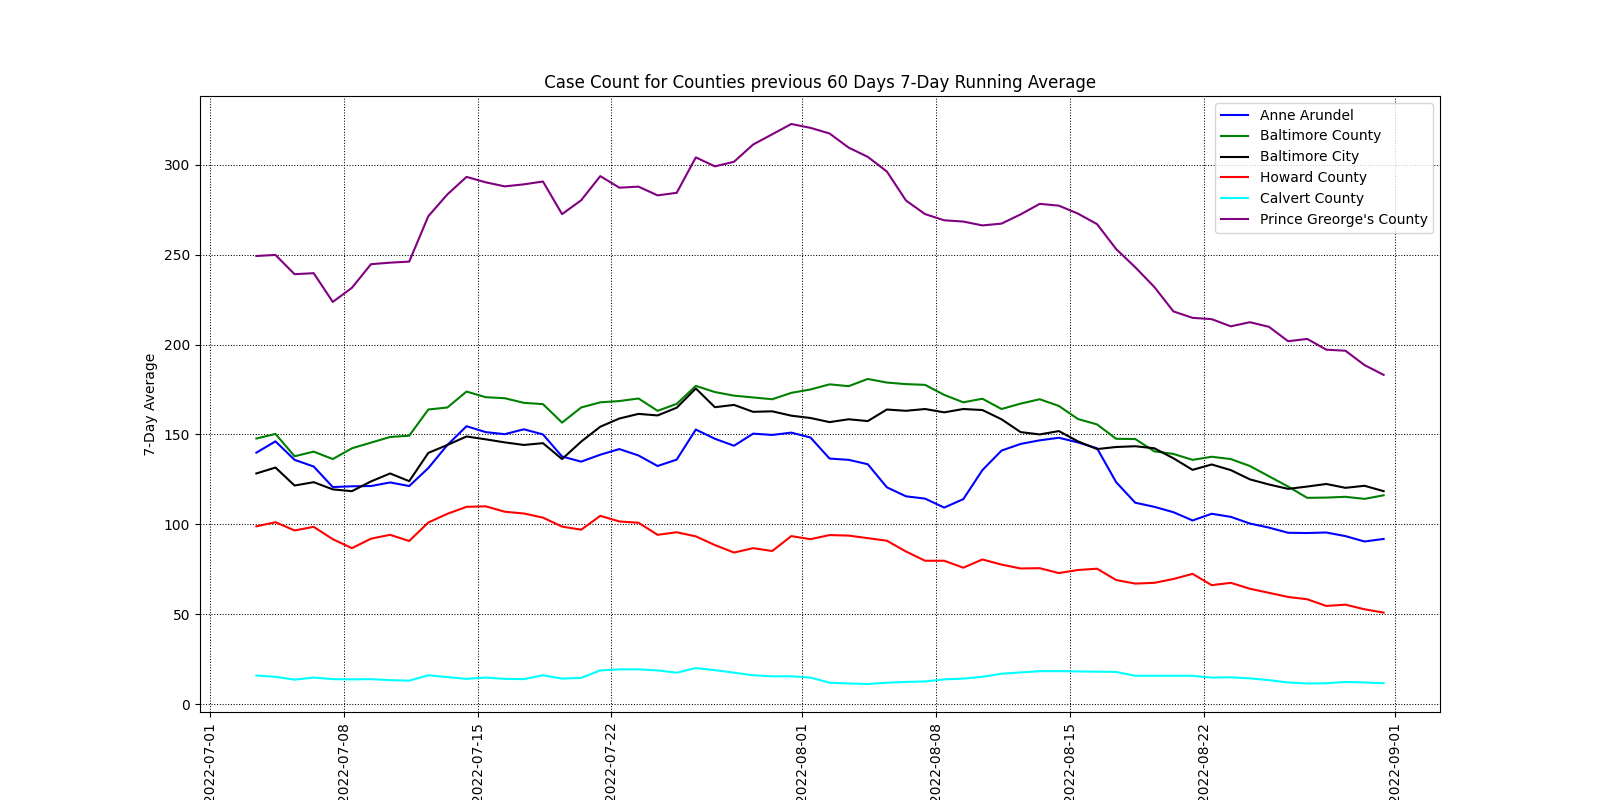 Case Count for Counties previous 60 Days 7-Day Running Average
Anne Arundel
Baltimore County
Baltimore City
Howard County
Calvert County
Prince Greorge's County
7-Day Average
300
250
200
150
100
50
0
2022-07-01
2022-07-08
2022-07-15
2022-07-22
2022-08-01
2022-08-08
2022-08-15
2022-08-22
2022-09-01